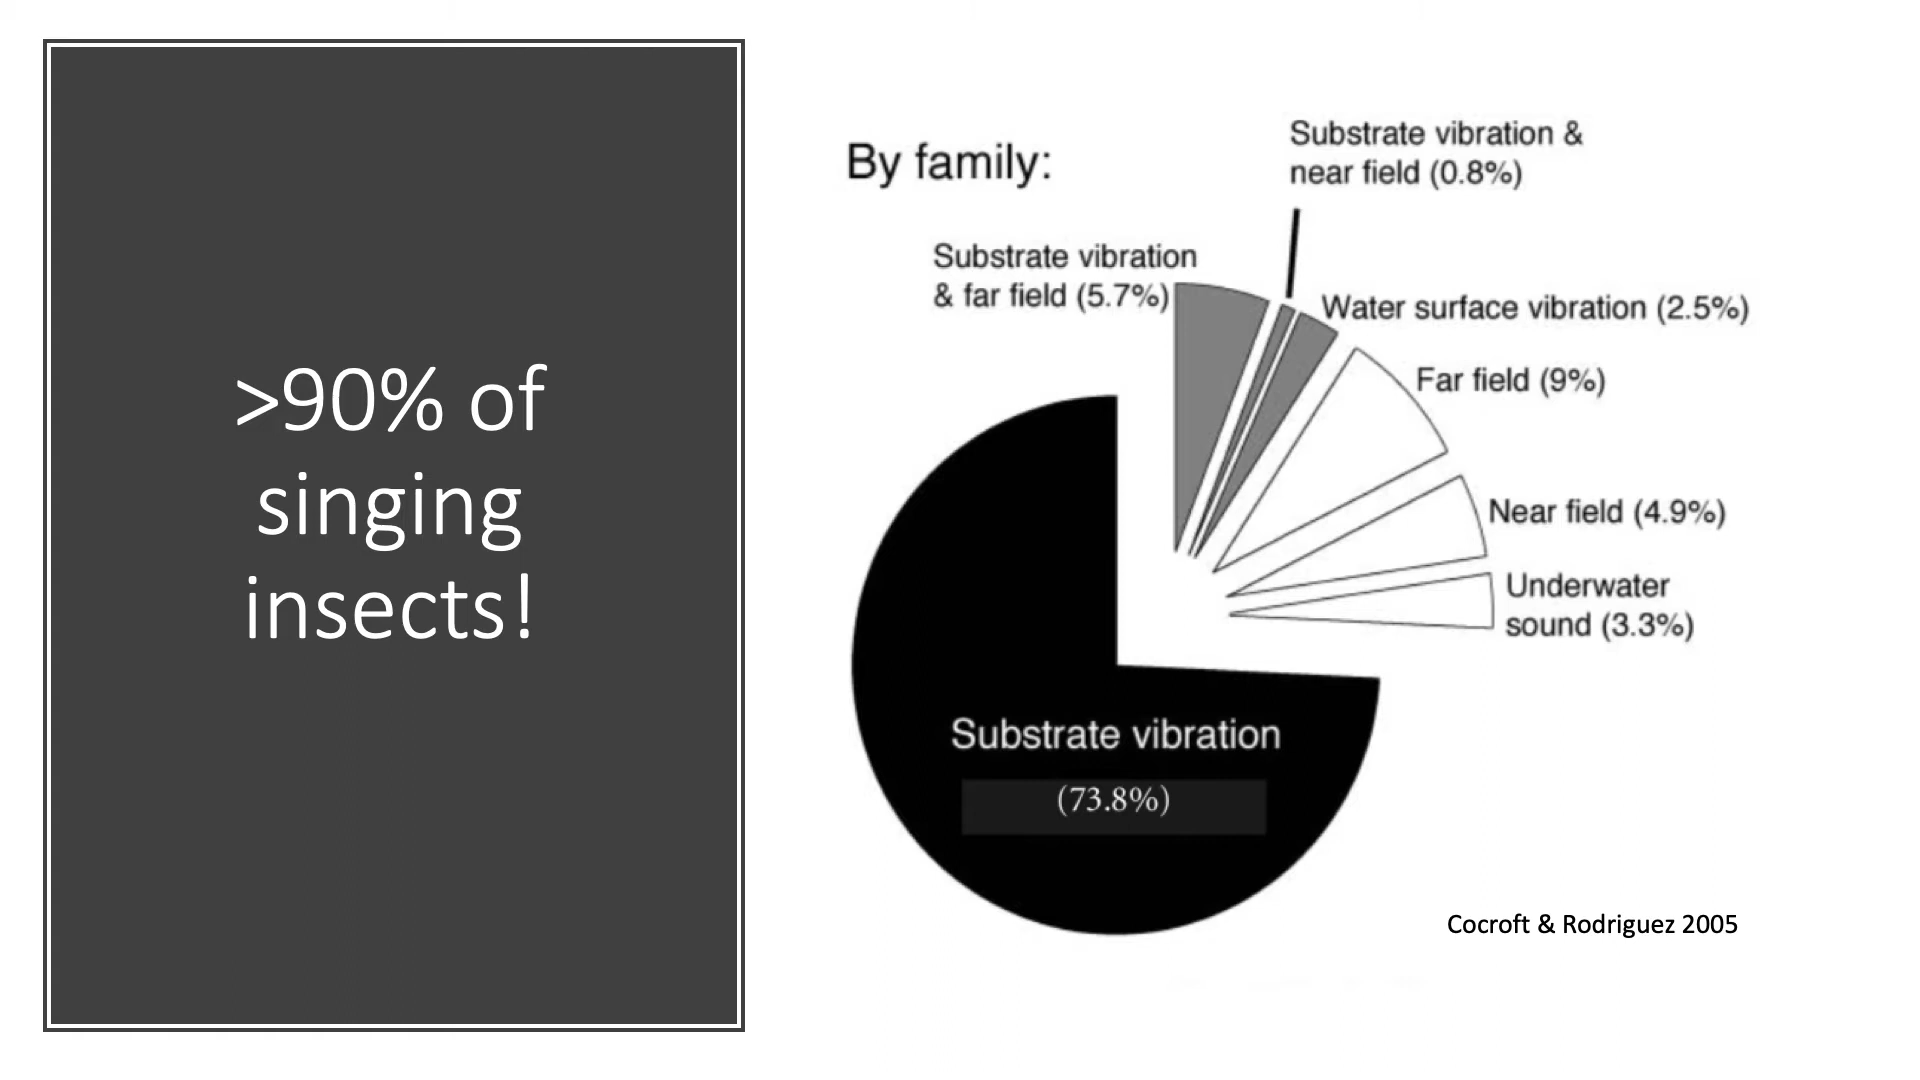 >90% of
singing
insects!
By family:
Substrate vibration &
near field (0.8%)
Substrate vibration
& far field (5.7%)
Water surface vibration (2.5%)
Far field (9%)
Near field (4.9%)
Underwater
sound (3.3%)
Substrate vibration
(73.8%)
Cocroft & Rodriguez 2005